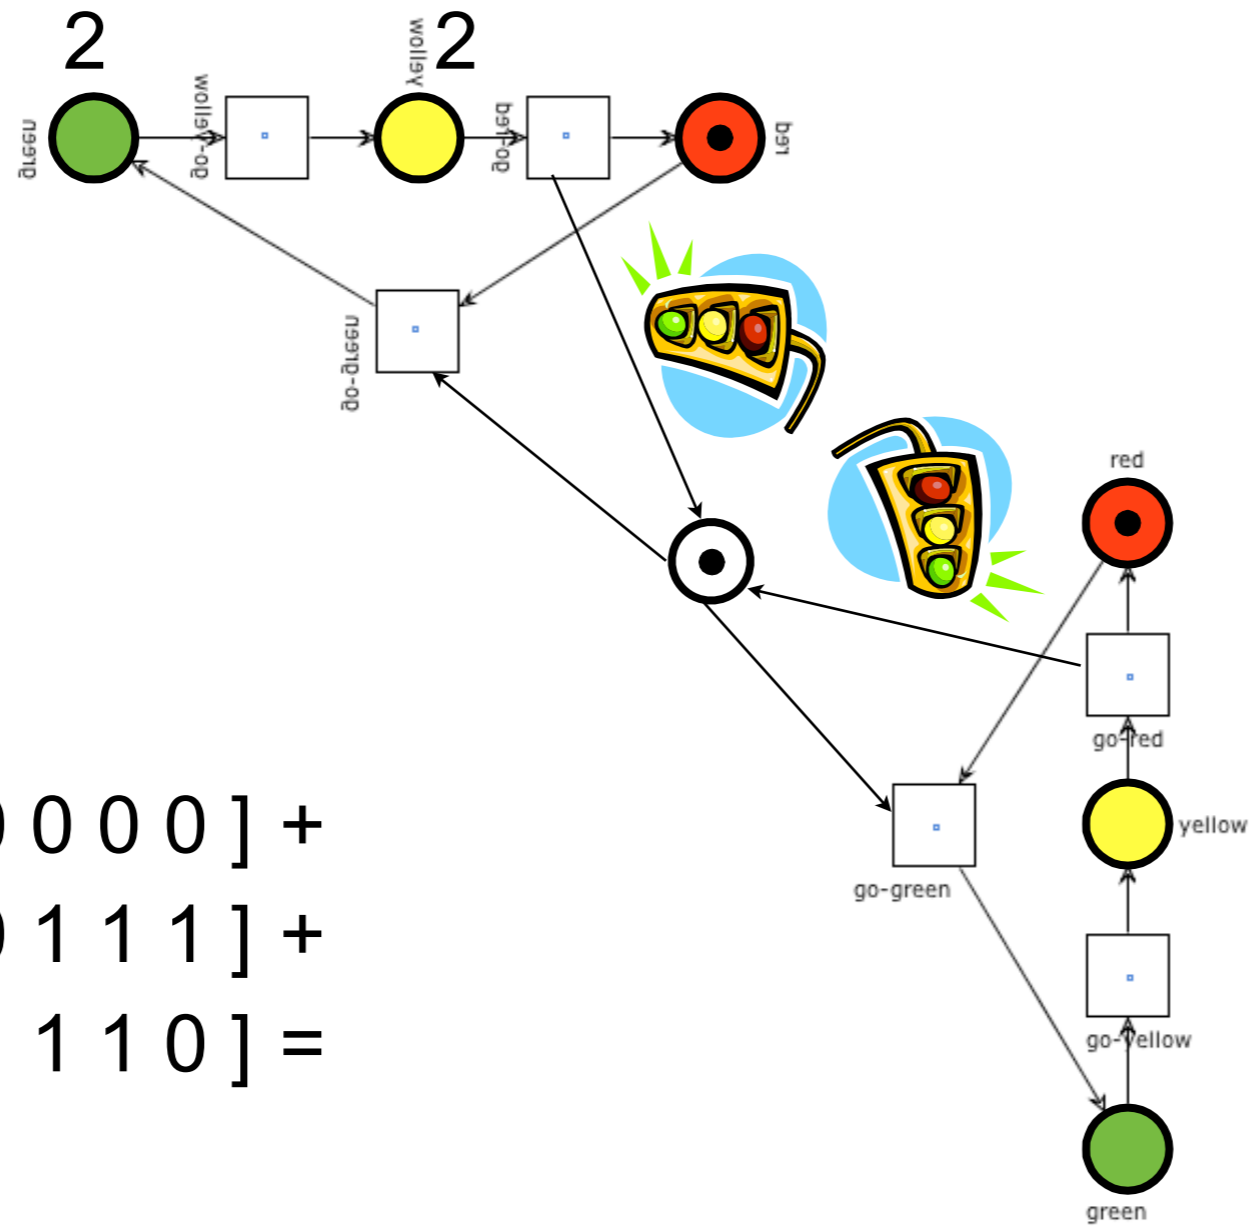 2
2
green
go-yellow
yellow
go-red
red
go-green
red
go-red
yellow
go-green
go-yellow
green
0 0 0 ] +
1 1 1 ] +
1 1 0 ] =